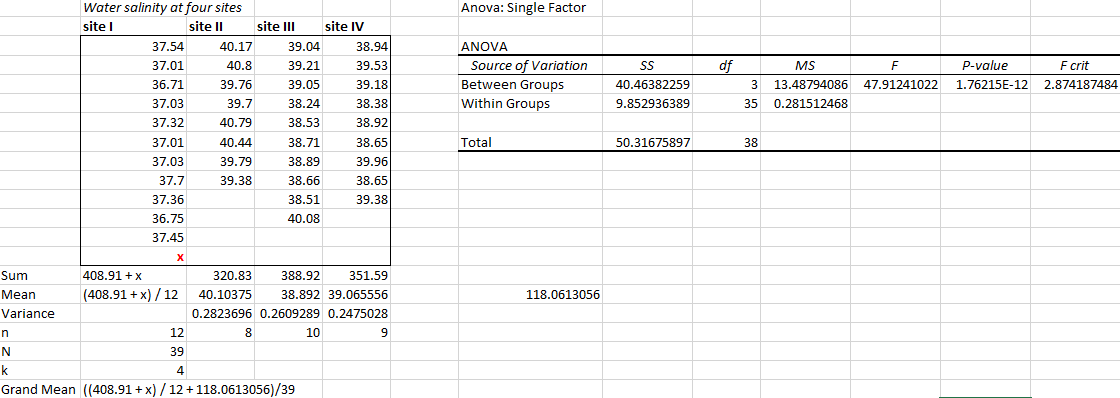 Water salinity at four sites Anova: Single Factor
site I site II site III site IV
37.54 40.17 39.04 38.94 ANOVA
37.01 40.8 39.21 39.53 Source of Variation SS df MS F P-value F crit
36.71 39.76 39.05 39.18 Between Groups 40.46382259 3 13.48794086 47.91241022 1.76215E-12 2.874187484
37.03 39.7 38.24 38.38 Within Groups 9.852936389 35 0.281512468
37.32 40.79 38.53 38.92
37.01 40.44 38.71 38.65 Total 50.31675897 38
37.03 39.79 38.89 39.96
37.7 39.38 38.66 38.65
37.36 38.51 39.38
36.75 40.08
37.45
x
Sum 408.91 + x 320.83 388.92 351.59
Mean (408.91 + x) / 12 40.10375 38.892 39.065556 118.0613056
Variance 0.2823696 0.2609289 0.2475028
n 12 8 10 9
N 39
k 4
Grand Mean ((408.91 + x) / 12 + 118.0613056)/39